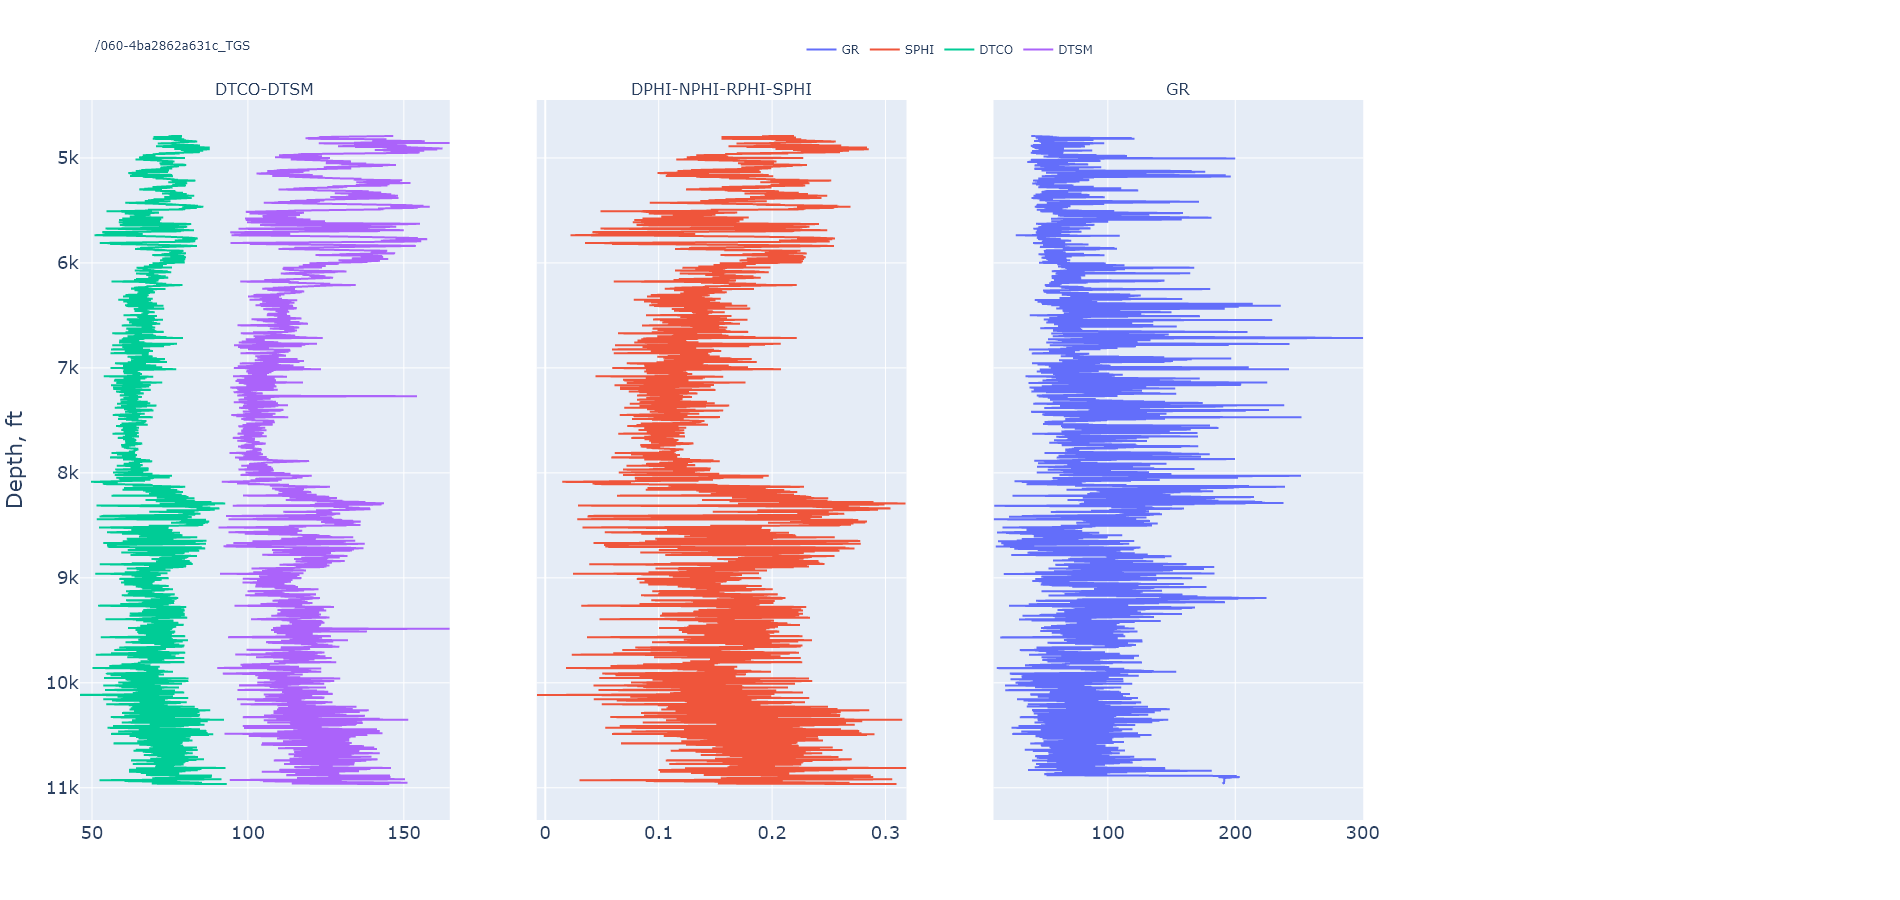 /060-4ba2862a631c_TGS
GR SPHI DTCO DTSM
DTCO-DTSM
DPHI-NPHI-RPHI-SPHI
GR
Depth, ft
5k
6k
7k
8k
9k
10k
11k
50 100 150
0 0.1 0.2 0.3
100 200 300